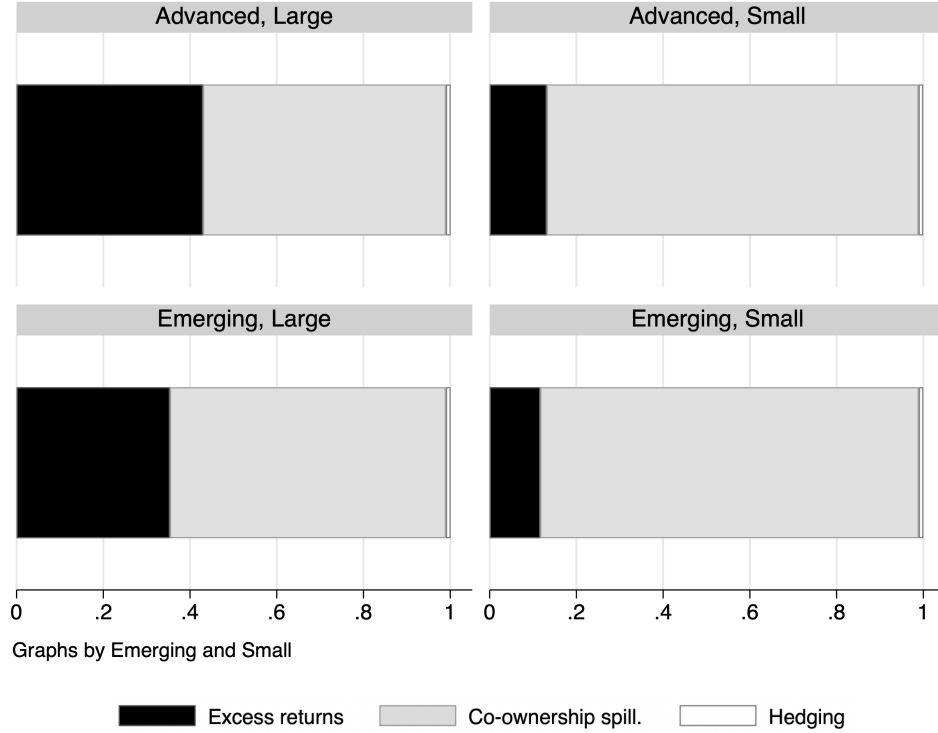 Advanced, Large
Advanced, Small
Emerging, Large
Emerging, Small
0 .2 .4 .6 .8 1
0 .2 .4 .6 .8 1
Graphs by Emerging and Small
Excess returns
Co-ownership spill.
Hedging